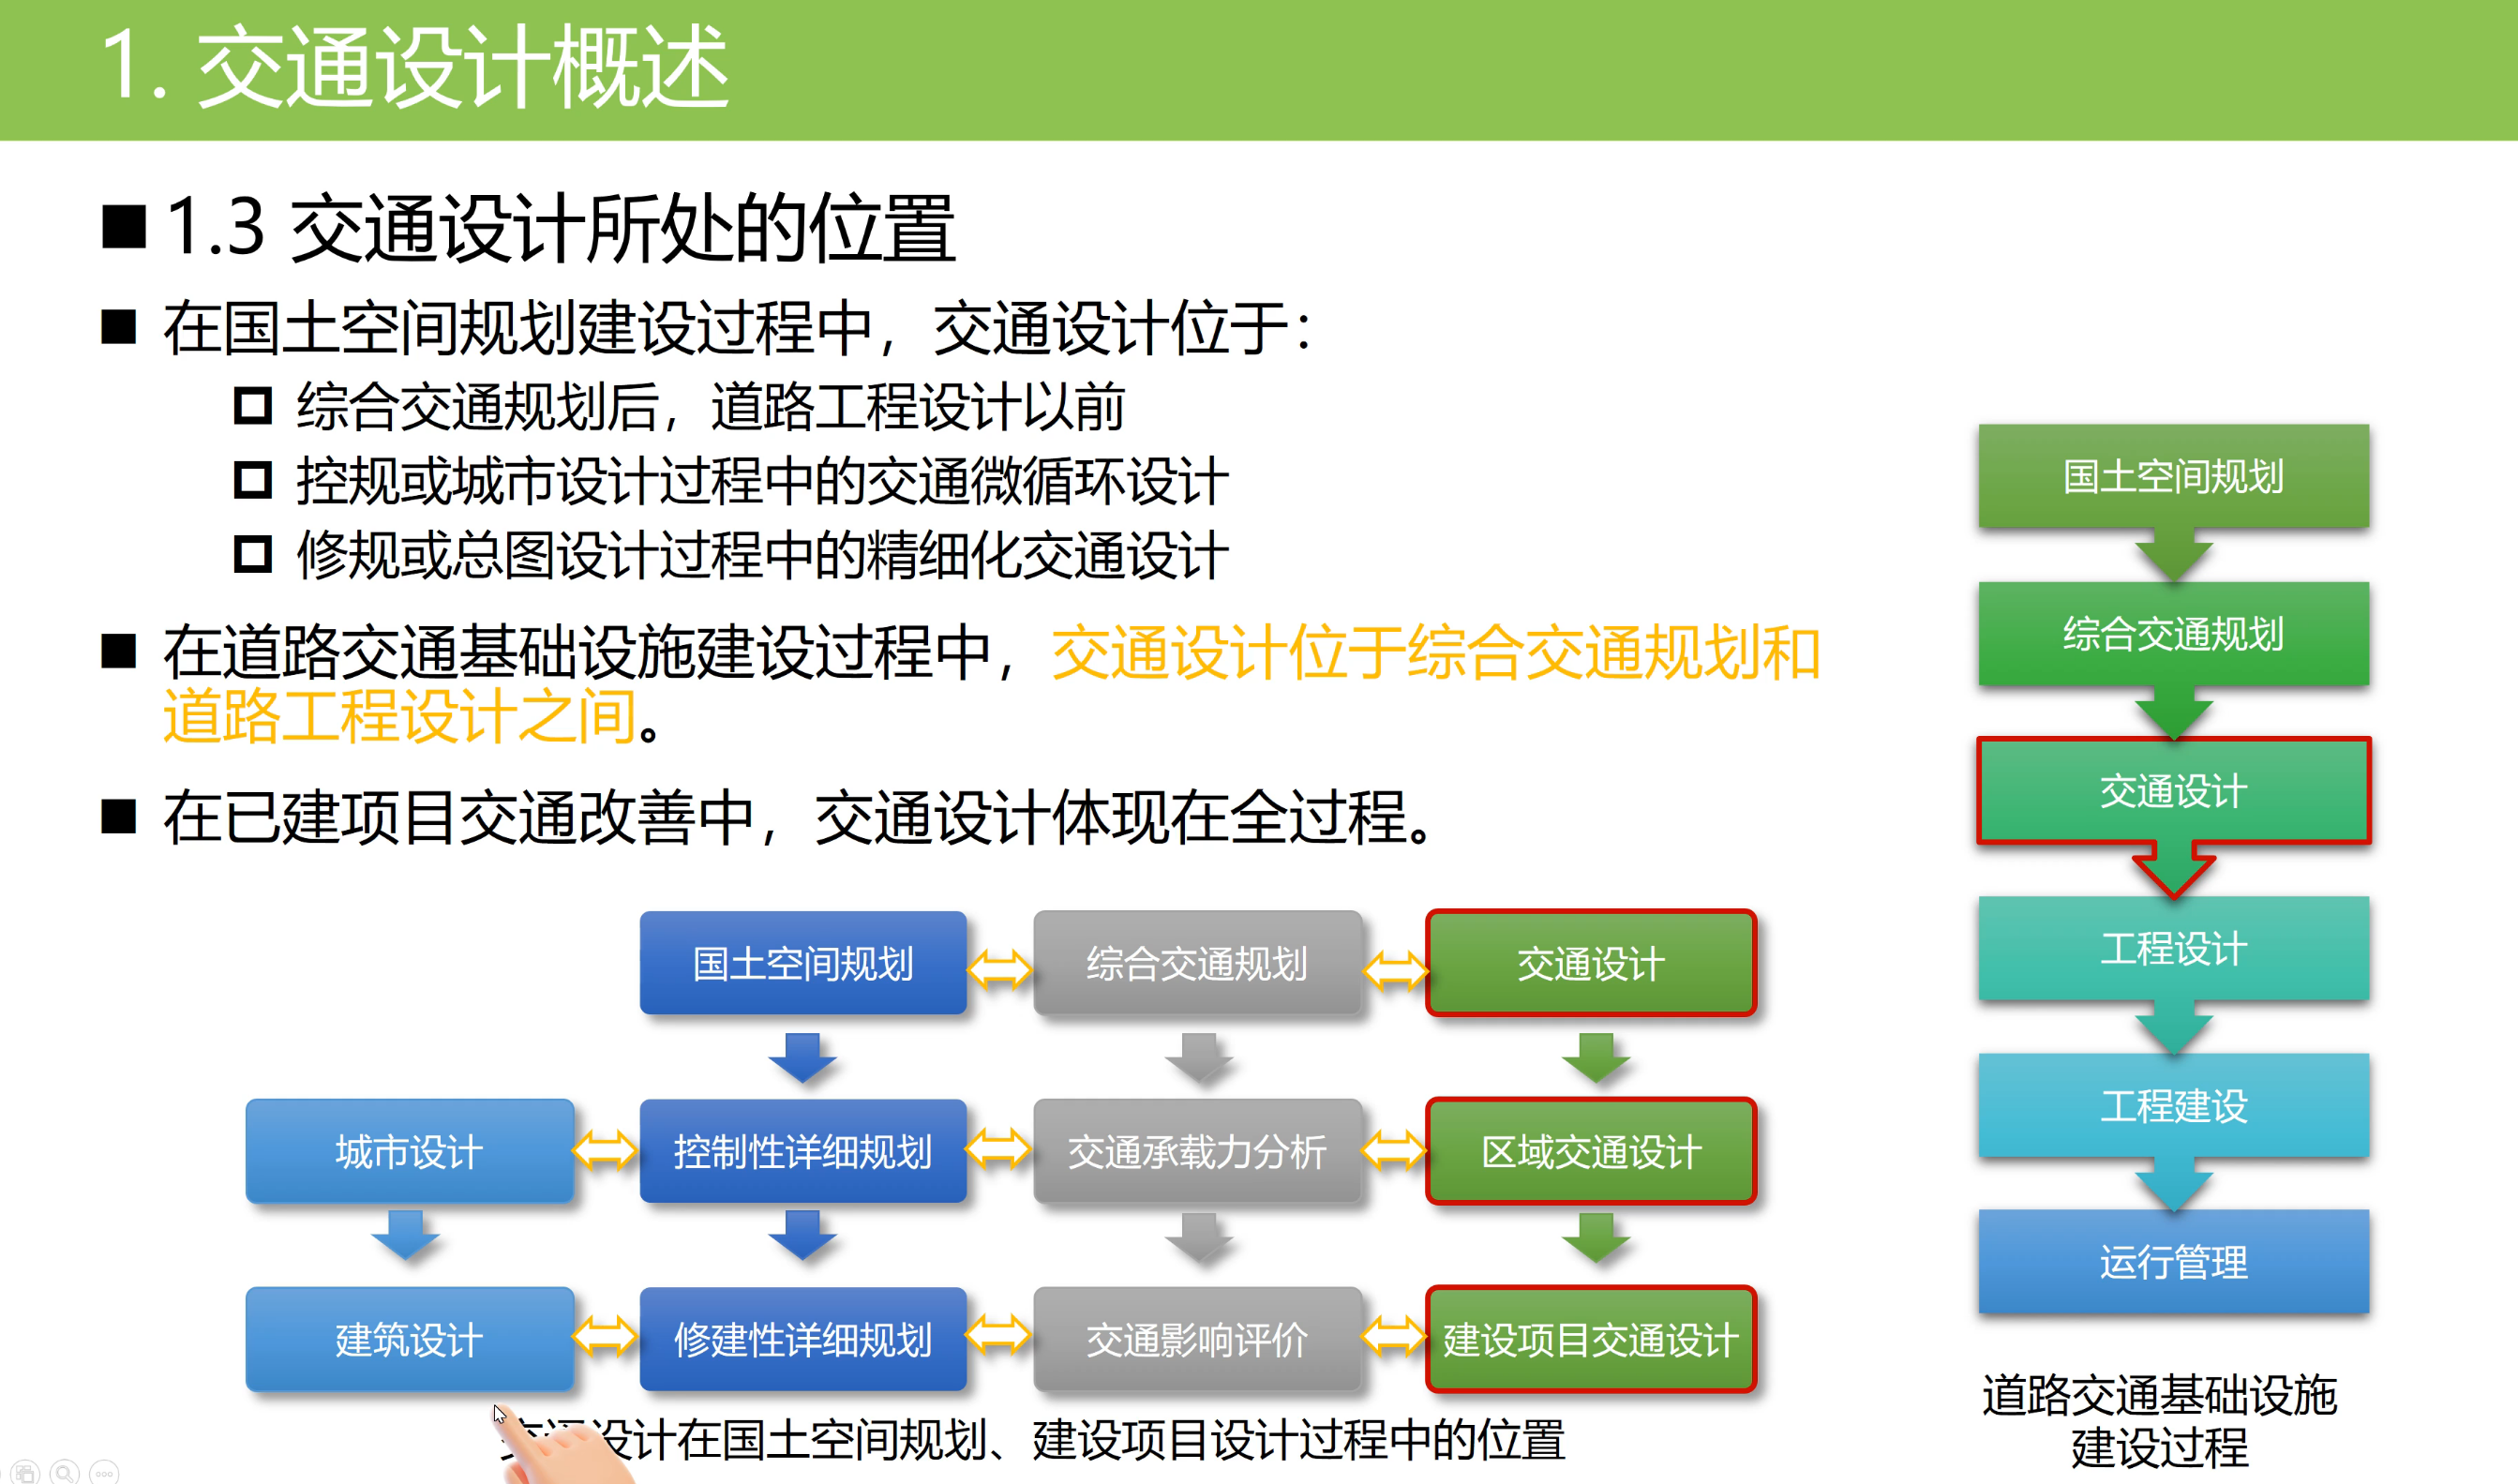 1. 交通设计概述
1.3 交通设计所处的位置
在国土空间规划建设过程中，交通设计位于：
综合交通规划后，道路工程设计以前
控规或城市设计过程中的交通微循环设计
修规或总图设计过程中的精细化交通设计
在道路交通基础设施建设过程中，交通设计位于综合交通规划和
道路工程设计之间。
在已建项目交通改善中，交通设计体现在全过程。
国土空间规划 综合交通规划 交通设计
城市设计 控制性详细规划 交通承载力分析 区域交通设计
建筑设计 修建性详细规划 交通影响评价 建设项目交通设计
设计在国土空间规划、建设项目设计过程中的位置
国土空间规划
综合交通规划
交通设计
工程设计
工程建设
运行管理
道路交通基础设施
建设过程